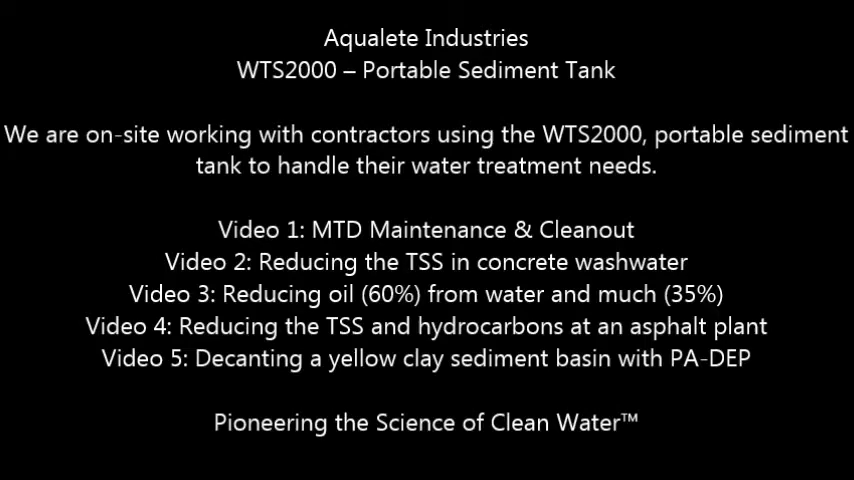 Aqualete Industries
WTS2000 – Portable Sediment Tank
We are on-site working with contractors using the WTS2000, portable sediment
tank to handle their water treatment needs.
Video 1: MTD Maintenance & Cleanout
Video 2: Reducing the TSS in concrete washwater
Video 3: Reducing oil (60%) from water and much (35%)
Video 4: Reducing the TSS and hydrocarbons at an asphalt plant
Video 5: Decanting a yellow clay sediment basin with PA-DEP
Pioneering the Science of Clean Water™